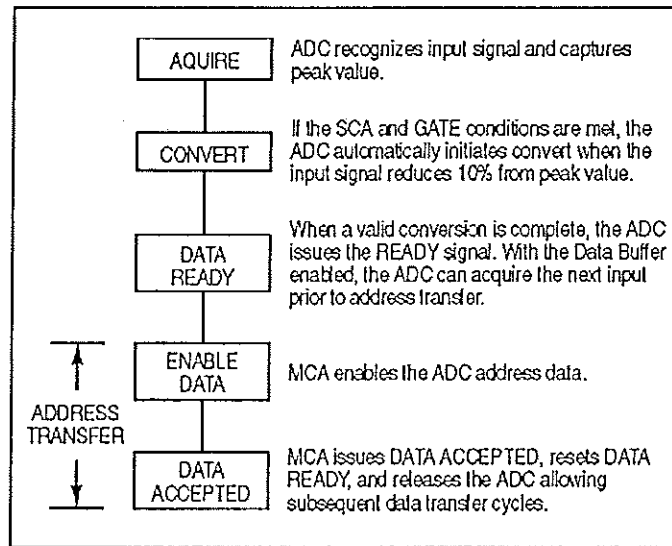 AQUIRE
ADC recognizes input signal and captures
peak value.
CONVERT
If the SCA and GATE conditions are met, the
ADC automatically initiates convert when the
input signal reduces 10% from peak value.
DATA
READY
When a valid conversion is complete, the ADC
issues the READY signal. With the Data Buffer
enabled, the ADC can acquire the next input
prior to address transfer.
ADDRESS
TRANSFER
ENABLE
DATA
MCA enables the ADC address data.
DATA
ACCEPTED
MCA issues DATA ACCEPTED, resets DATA
READY, and releases the ADC allowing
subsequent data transfer cycles.